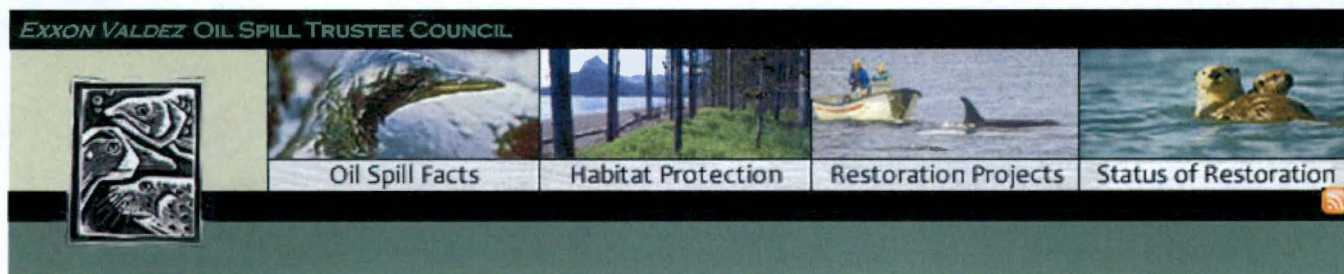 EXXON VALDEZ OIL SPILL TRUSTEE COUNCIL
Oil Spill Facts
Habitat Protection
Restoration Projects
Status of Restoration